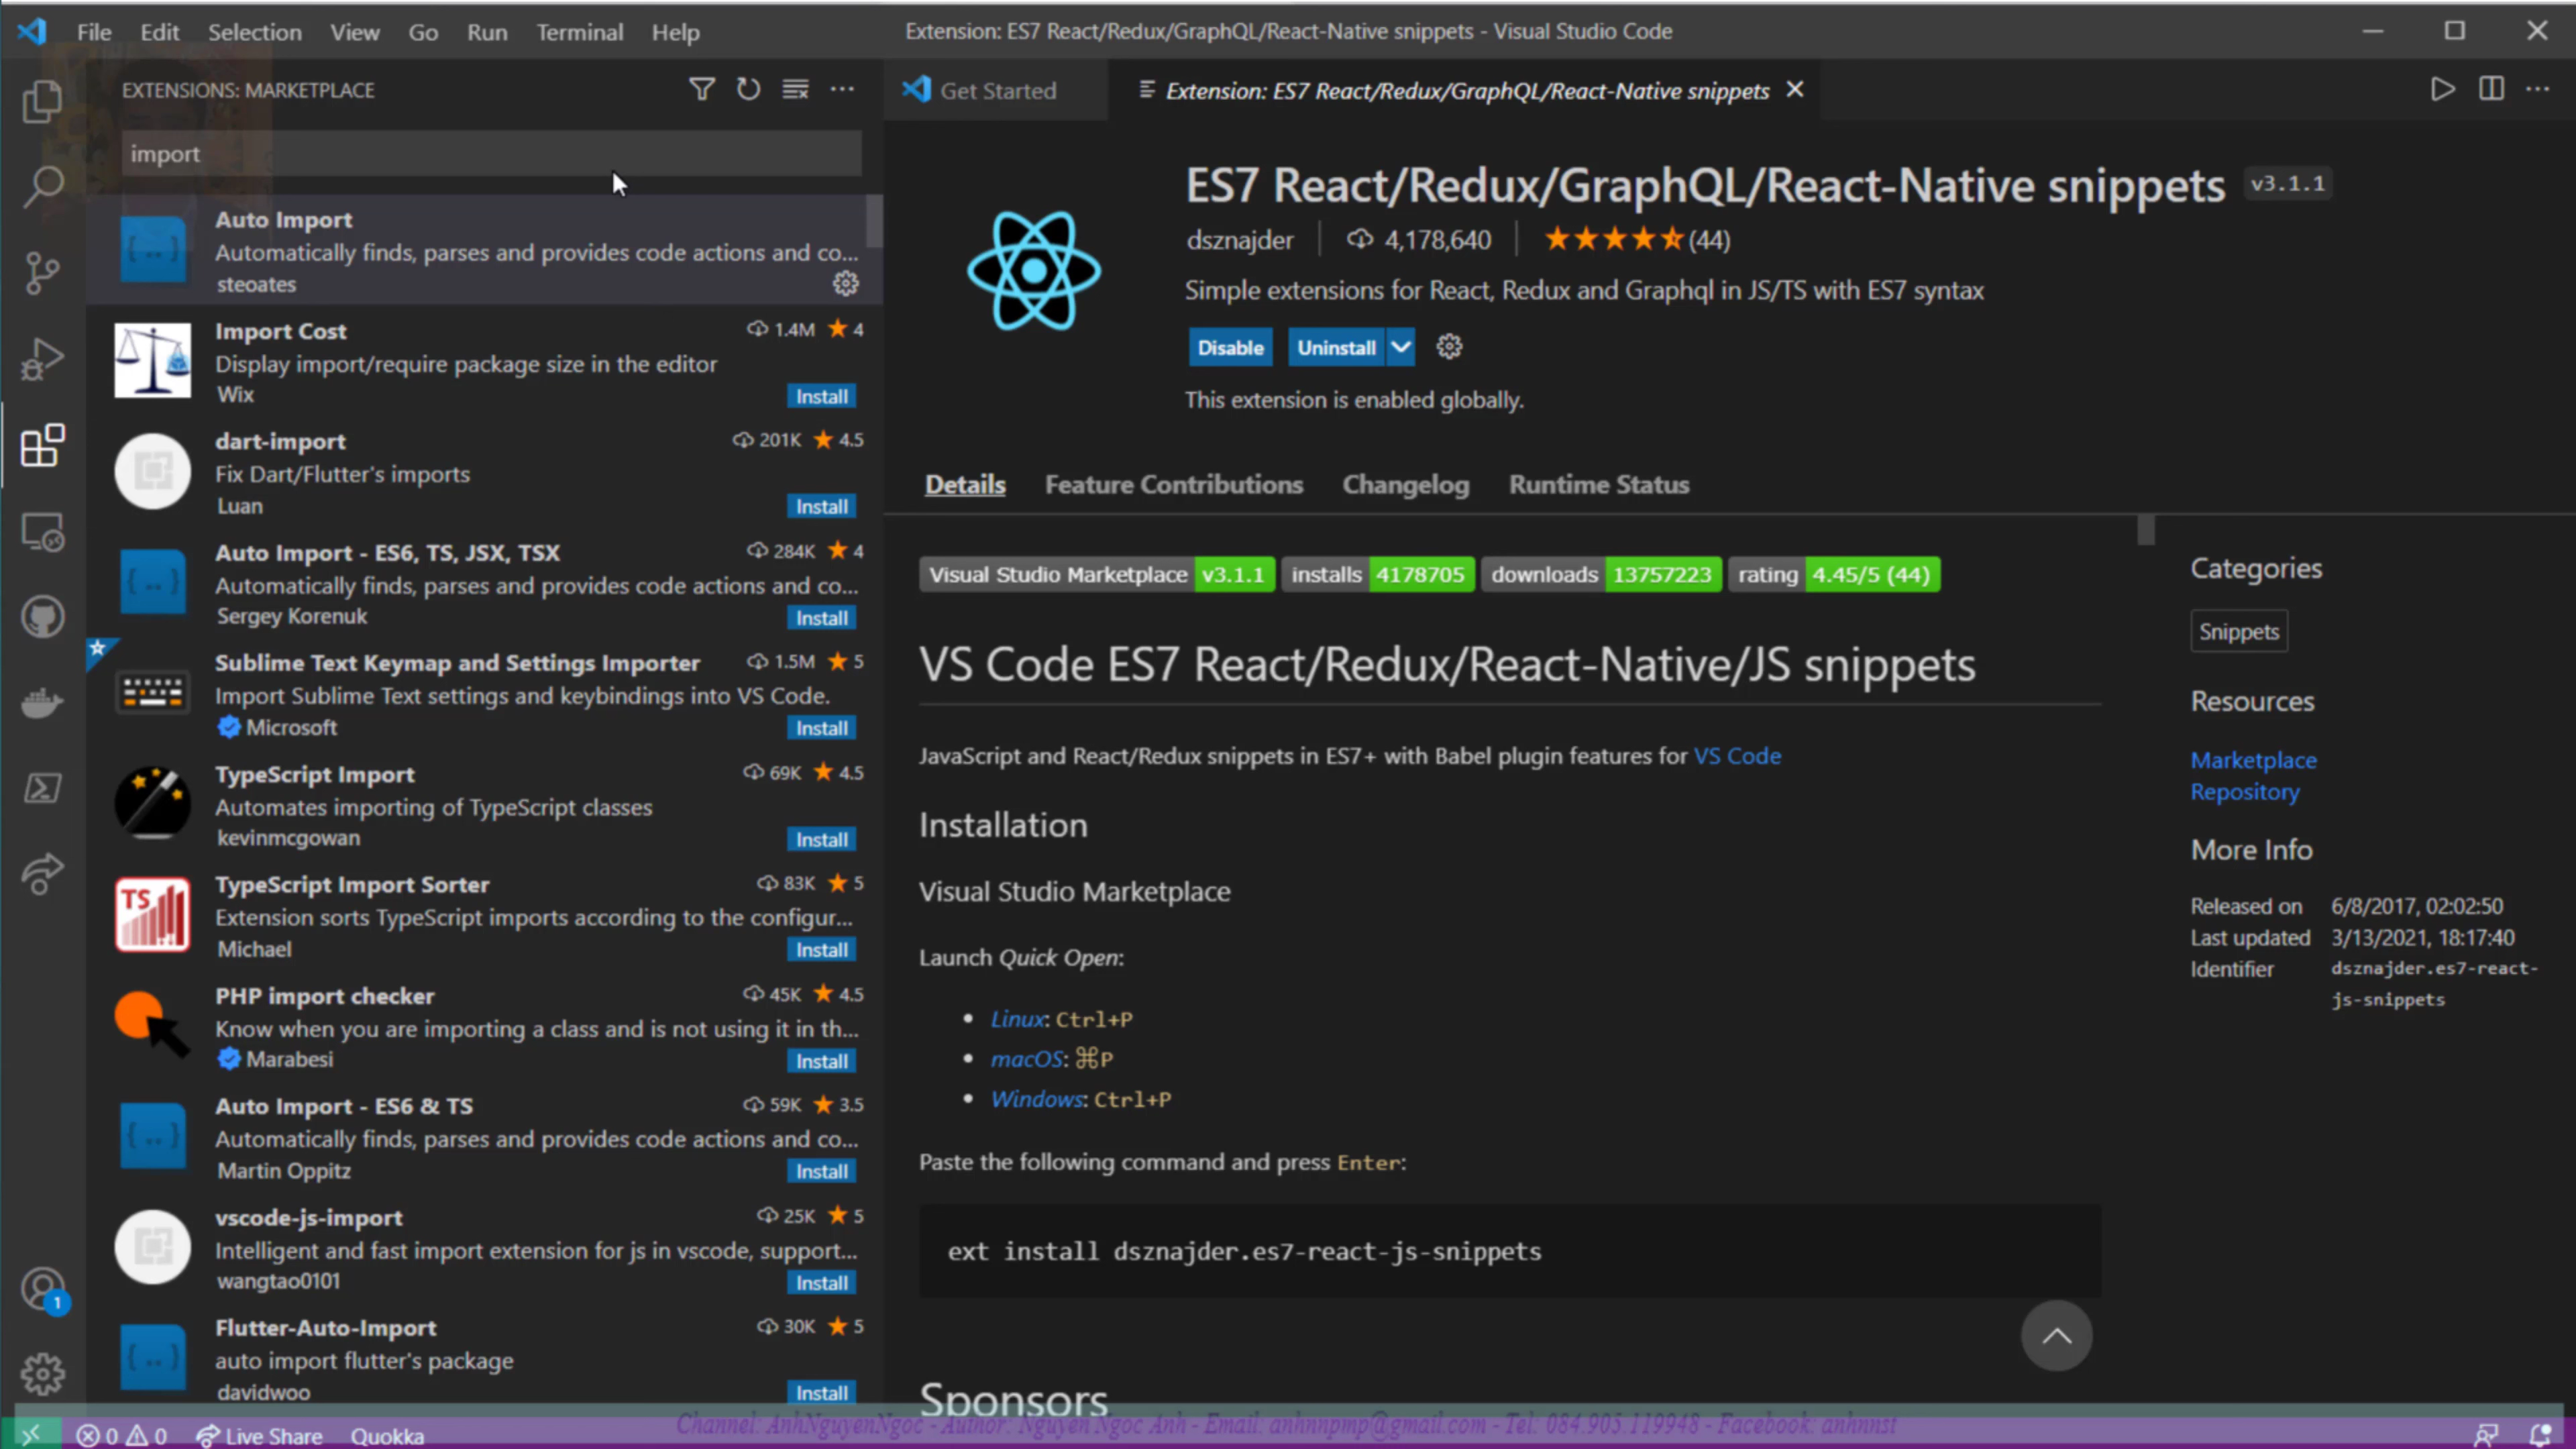 File Edit Selection View Go Run Terminal Help
Extension: ES7 React/Redux/GraphQL/React-Native snippets - Visual Studio Code
EXTENSIONS: MARKETPLACE
import
Auto Import
Automatically finds, parses and provides code actions and co...
steoates
Import Cost 1.4M 4
Display import/require package size in the editor
Wix Install
dart-import 201K 4.5
Fix Dart/Flutter's imports
Luan Install
Auto Import - ES6, TS, JSX, TSX 284K 4
Automatically finds, parses and provides code actions and co...
Sergey Korenuk Install
Sublime Text Keymap and Settings Importer 1.5M 5
Import Sublime Text settings and keybindings into VS Code.
Microsoft Install
TypeScript Import 69K 4.5
Automates importing of TypeScript classes
kevinmcgowan Install
TypeScript Import Sorter 83K 5
Extension sorts TypeScript imports according to the configur...
Michael Install
PHP import checker 45K 4.5
Know when you are importing a class and is not using it in th...
Marabesi Install
Auto Import - ES6 & TS 59K 3.5
Automatically finds, parses and provides code actions and co...
Martin Oppitz Install
vscode-js-import 25K 5
Intelligent and fast import extension for js in vscode, support...
wangtao0101 Install
Flutter-Auto-Import 30K 5
auto import flutter's package
davidwoo Install
1
Get Started
Extension: ES7 React/Redux/GraphQL/React-Native snippets
ES7 React/Redux/GraphQL/React-Native snippets v3.1.1
dsznajder 4,178,640 (44)
Simple extensions for React, Redux and Graphql in JS/TS with ES7 syntax
Disable Uninstall
This extension is enabled globally.
Details Feature Contributions Changelog Runtime Status
Visual Studio Marketplace v3.1.1 installs 4178705 downloads 13757223 rating 4.45/5 (44)
VS Code ES7 React/Redux/React-Native/JS snippets
JavaScript and React/Redux snippets in ES7+ with Babel plugin features for VS Code
Installation
Visual Studio Marketplace
Launch Quick Open:
Linux: Ctrl+P
macOS: ⌘P
Windows: Ctrl+P
Paste the following command and press Enter:
ext install dsznajder.es7-react-js-snippets
Sponsors
Categories
Snippets
Resources
Marketplace
Repository
More Info
Released on 6/8/2017, 02:02:50
Last updated 3/13/2021, 18:17:40
Identifier dsznajder.es7-react-
js-snippets
0 0 Live Share Quokka
Channel: AnhNguyenNgoc - Author: Nguyen Ngoc Anh - Email: anhnnpmp@gmail.com - Tel: 084.905.119948 - Facebook: anhnnst